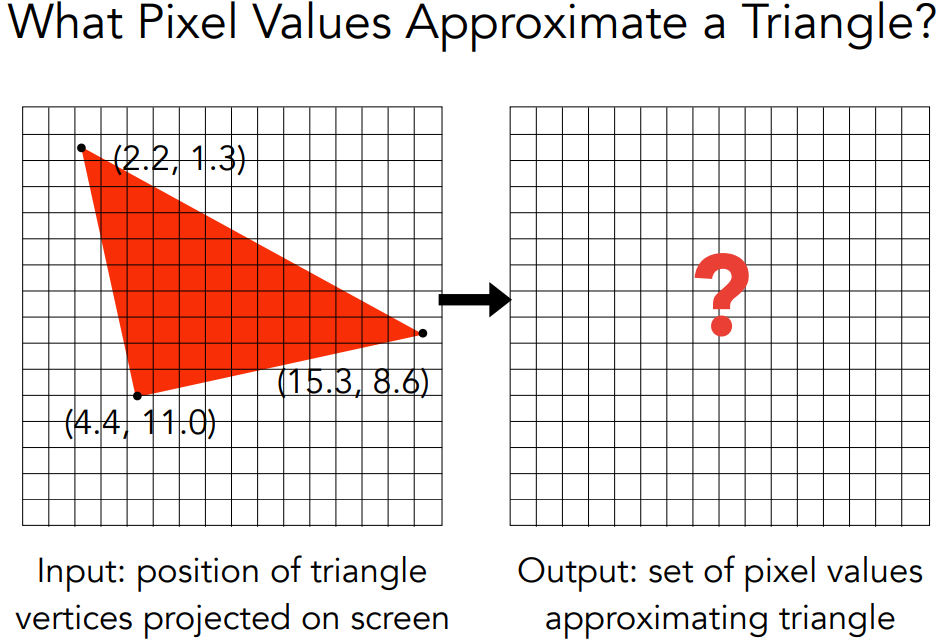 What Pixel Values Approximate a Triangle?
(2.2, 1.3)
(15.3, 8.6)
(4.4, 11.0)
?
Input: position of triangle
vertices projected on screen
Output: set of pixel values
approximating triangle